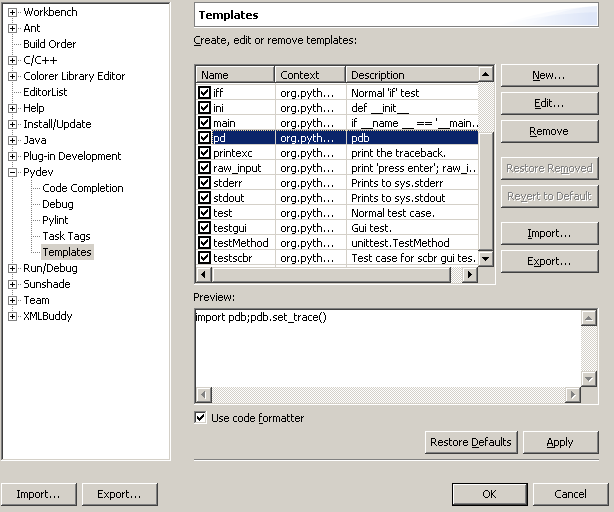 Workbench
Ant
Build Order
C/C++
Colorer Library Editor
EditorList
Help
Install/Update
Java
Plug-in Development
Pydev
Code Completion
Debug
Pylint
Task Tags
Templates
Run/Debug
Sunshade
Team
XMLBuddy
Templates
Create, edit or remove templates:
Name Context Description
iff org.pyth... Normal 'if' test
ini org.pyth... def __init__
main org.pyth... if __name __ == '__main...
pd org.pyth... pdb
printexc org.pyth... print the traceback.
raw_input org.pyth... print 'press enter'; raw_i...
stderr org.pyth... Prints to sys.stderr
stdout org.pyth... Prints to sys.stdout
test org.pyth... Normal test case.
testgui org.pyth... Gui test.
testMethod org.pyth... unittest.TestMethod
testscbr org.pyth... Test case for scbr gui tes...
New...
Edit...
Remove
Restore Removed
Revert to Default
Import...
Export...
Preview:
import pdb;pdb.set_trace()
Use code formatter
Restore Defaults Apply
Import... Export... OK Cancel